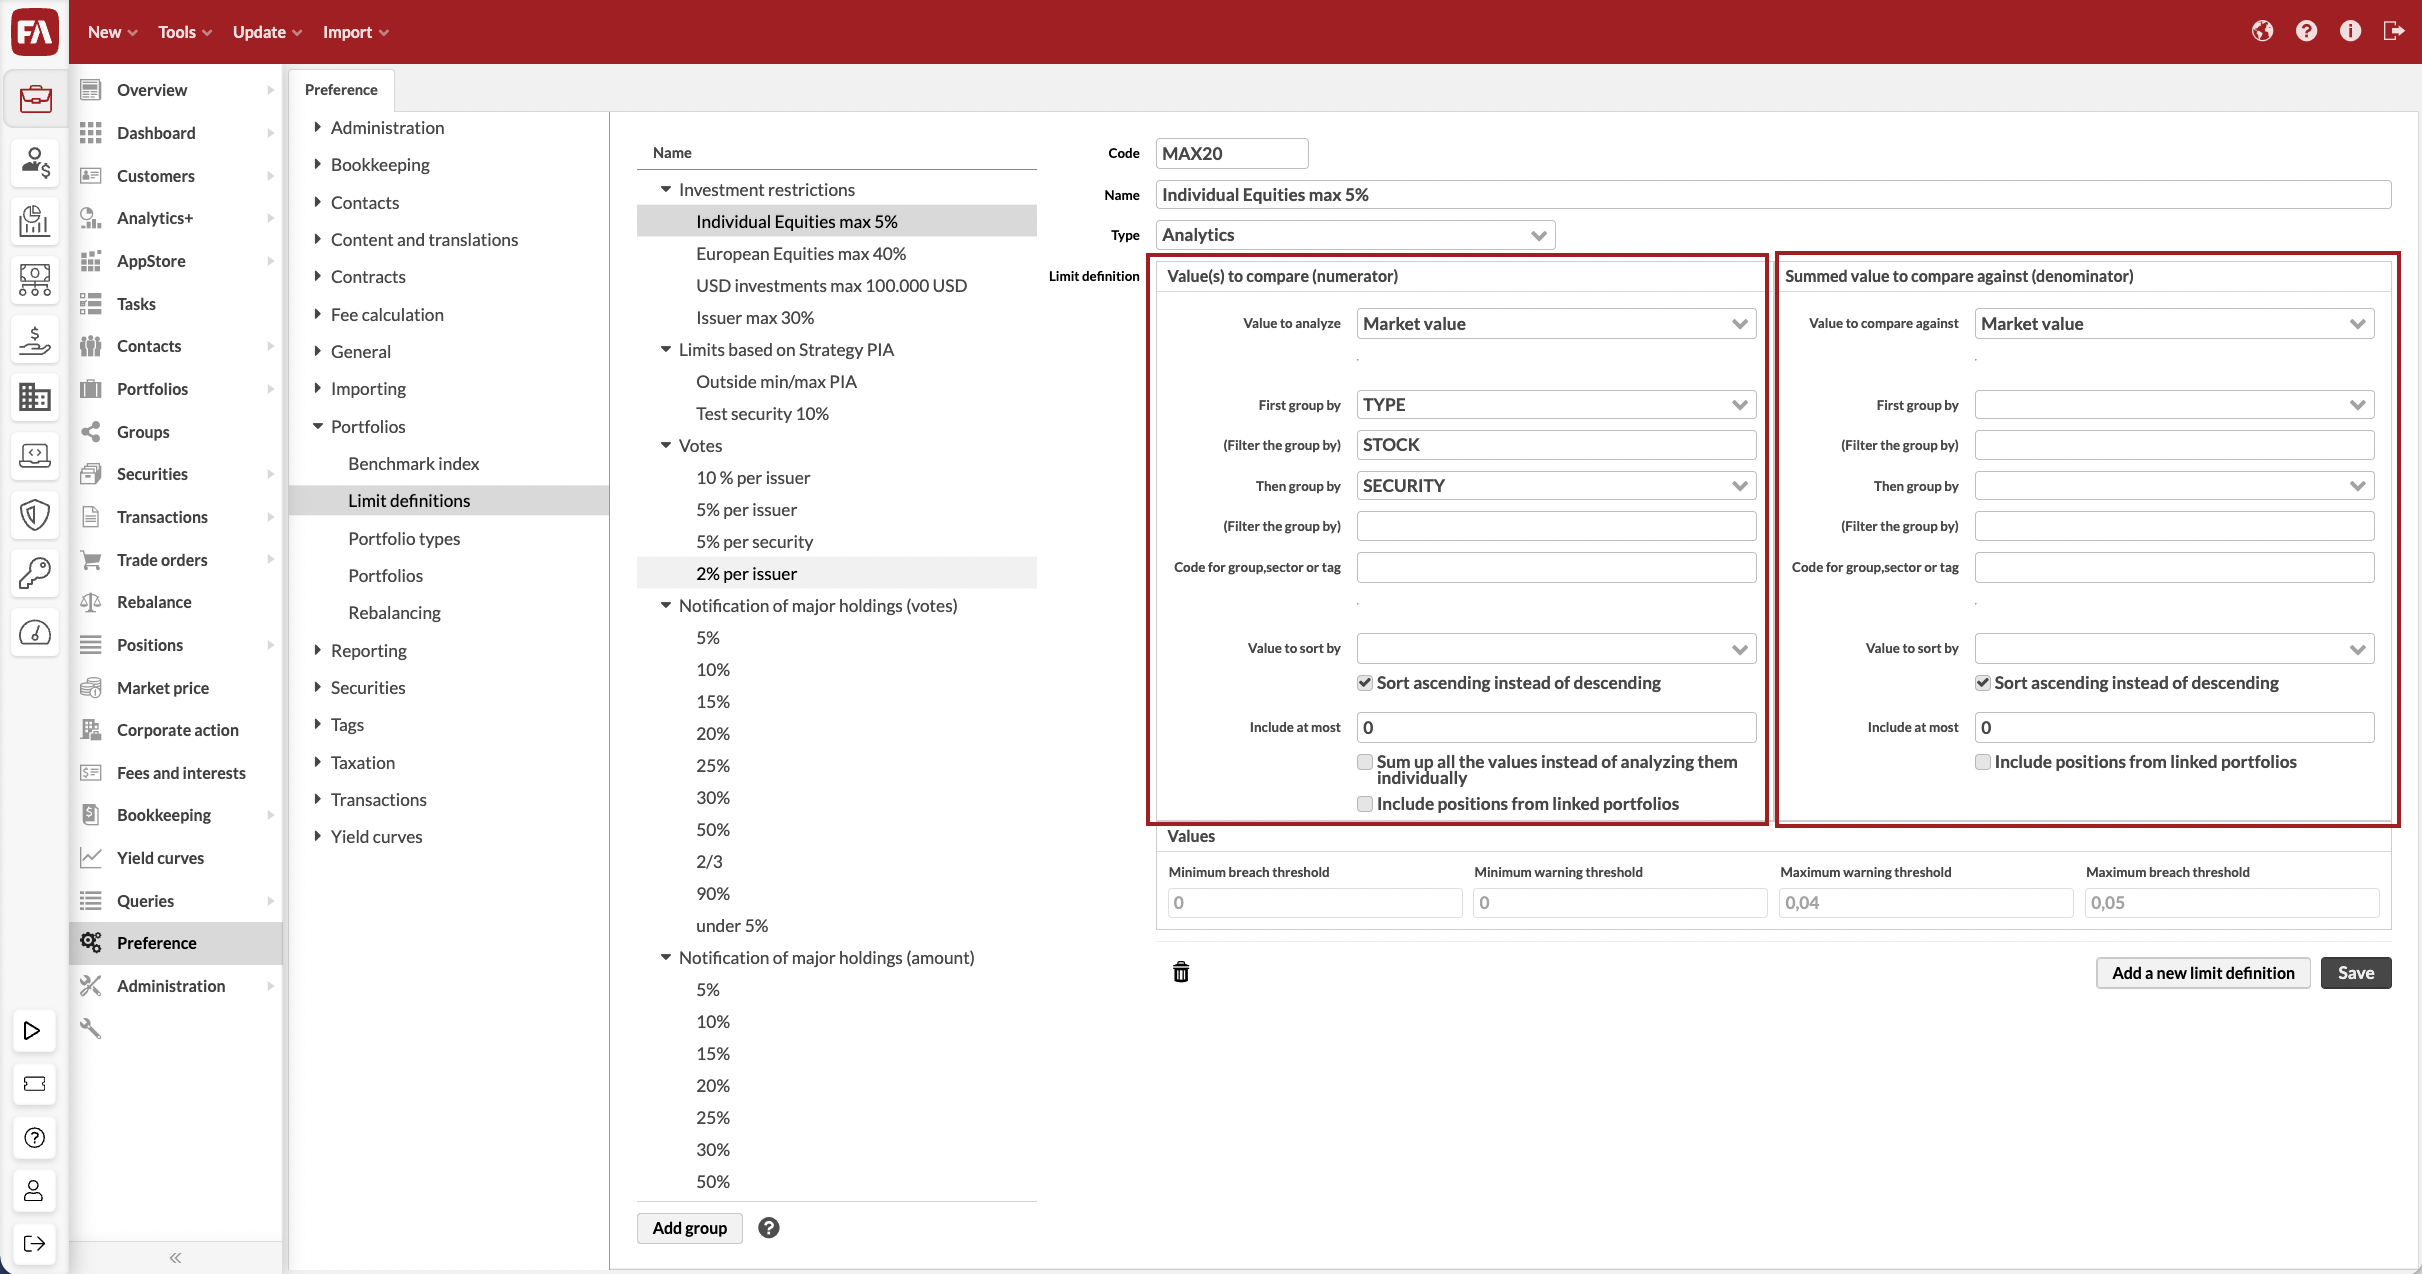 FA
New
Tools
Update
Import
Overview
Dashboard
Customers
Analytics+
AppStore
Tasks
Contacts
Portfolios
Groups
Securities
Transactions
Trade orders
Rebalance
Positions
Market price
Corporate action
Fees and interests
Bookkeeping
Yield curves
Queries
Preference
Administration
Preference
Administration
Bookkeeping
Contacts
Content and translations
Contracts
Fee calculation
General
Importing
Portfolios
Benchmark index
Limit definitions
Portfolio types
Portfolios
Rebalancing
Reporting
Securities
Tags
Taxation
Transactions
Yield curves
Name
Investment restrictions
Individual Equities max 5%
European Equities max 40%
USD investments max 100.000 USD
Issuer max 30%
Limits based on Strategy PIA
Outside min/max PIA
Test security 10%
Votes
10 % per issuer
5% per issuer
5% per security
2% per issuer
Notification of major holdings (votes)
5%
10%
15%
20%
25%
30%
50%
2/3
90%
under 5%
Notification of major holdings (amount)
5%
10%
15%
20%
25%
30%
50%
Add group
Code MAX20
Name Individual Equities max 5%
Type Analytics
Limit definition
Value(s) to compare (numerator)
Value to analyze Market value
First group by TYPE
(Filter the group by) STOCK
Then group by SECURITY
(Filter the group by)
Code for group,sector or tag
Value to sort by
Sort ascending instead of descending
Include at most 0
Sum up all the values instead of analyzing them
individually
Include positions from linked portfolios
Summed value to compare against (denominator)
Value to compare against Market value
First group by
(Filter the group by)
Then group by
(Filter the group by)
Code for group,sector or tag
Value to sort by
Sort ascending instead of descending
Include at most 0
Include positions from linked portfolios
Values
Minimum breach threshold Minimum warning threshold Maximum warning threshold Maximum breach threshold
0 0 0,04 0,05
Add a new limit definition
Save